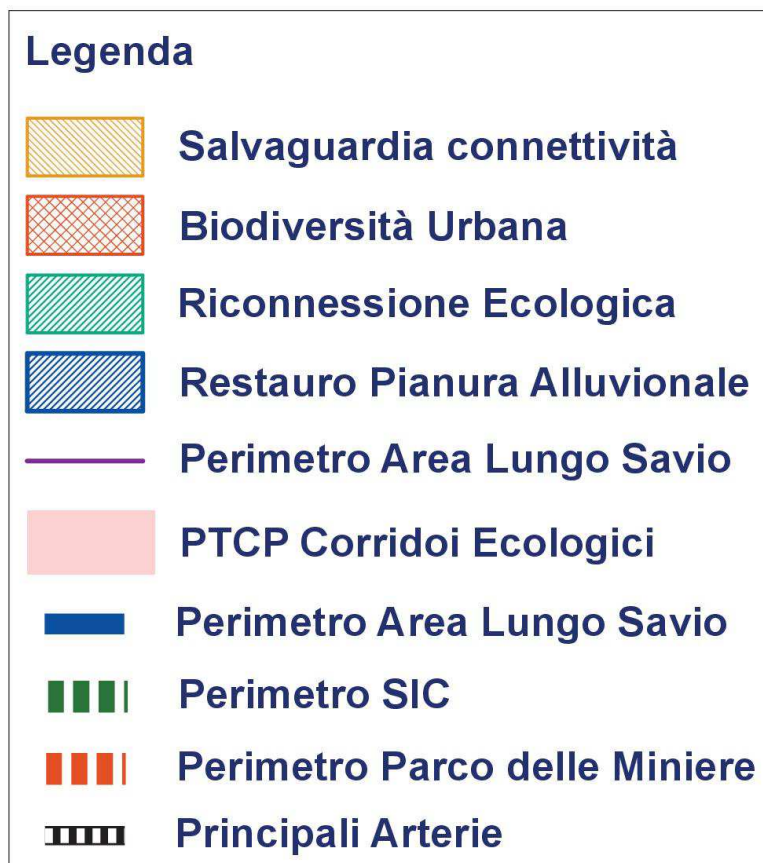 Legenda
Salvaguardia connettività
Biodiversità Urbana
Riconnessione Ecologica
Restauro Pianura Alluvionale
Perimetro Area Lungo Savio
PTCP Corridoi Ecologici
Perimetro Area Lungo Savio
Perimetro SIC
Perimetro Parco delle Miniere
Principali Arterie